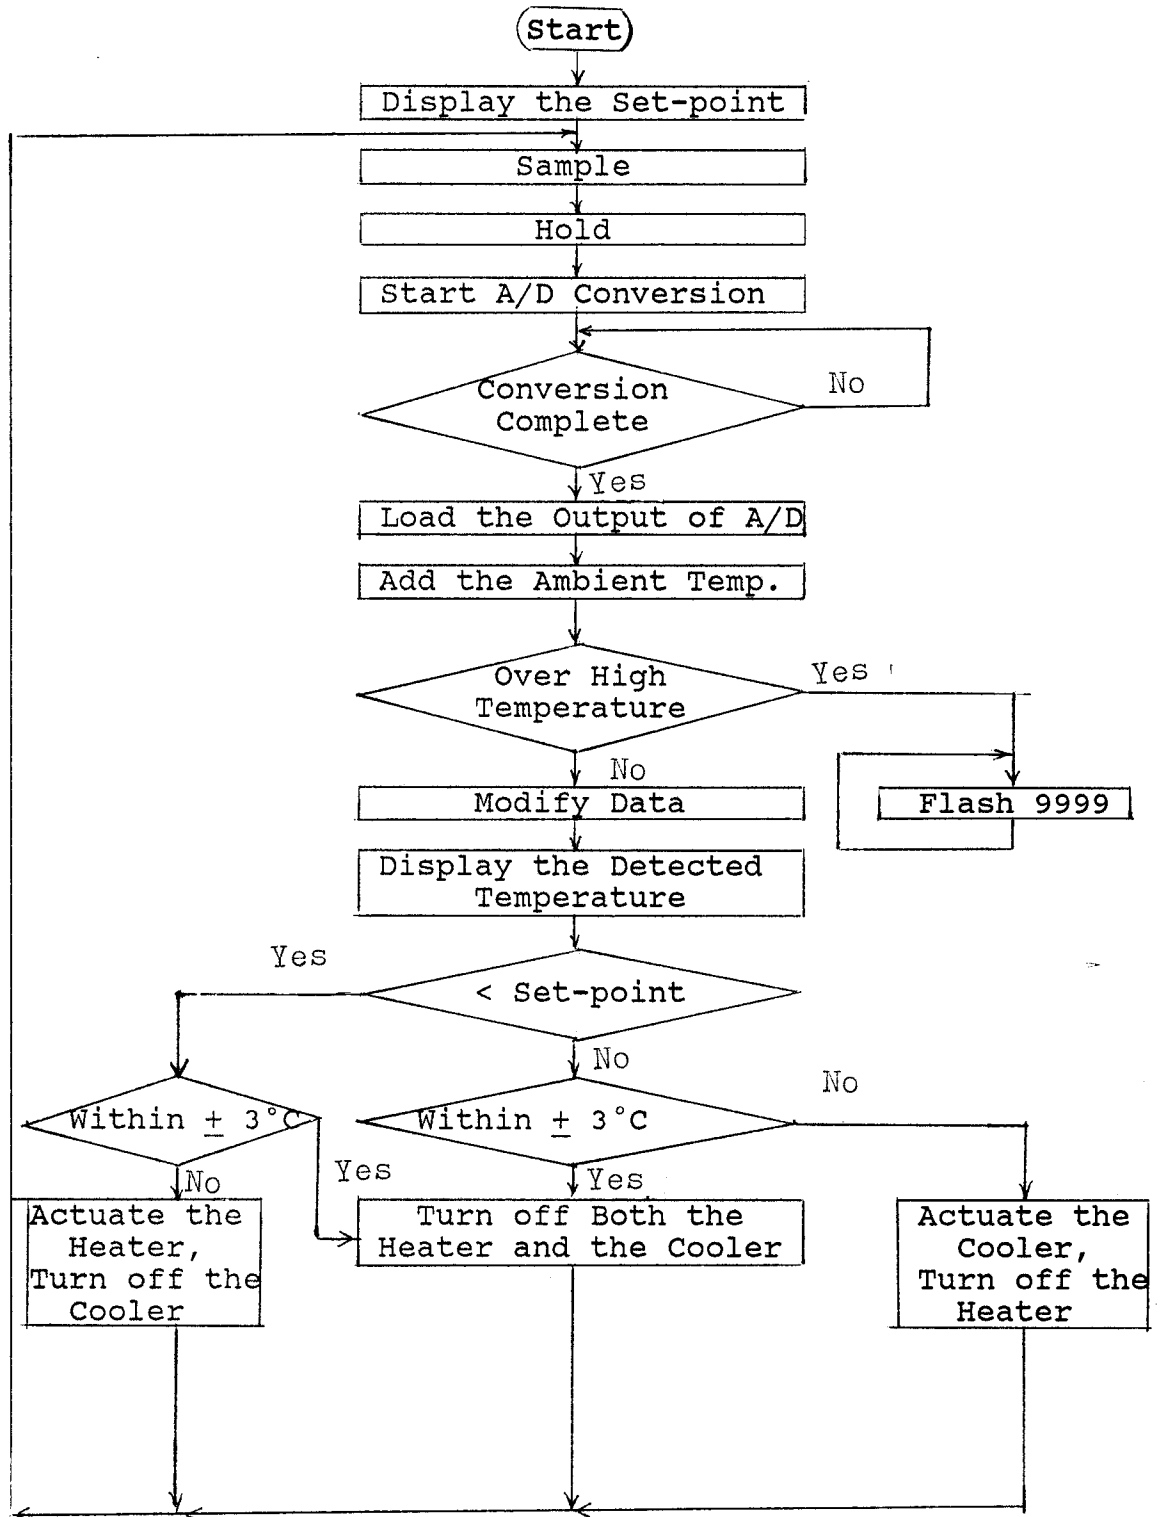 Start
Display the Set-point
Sample
Hold
Start A/D Conversion
Conversion
Complete
No
Yes
Load the Output of A/D
Add the Ambient Temp.
Over High
Temperature
Yes
No
Modify Data
Flash 9999
Display the Detected
Temperature
Yes
< Set-point
No
No
Within ± 3°C
Within ± 3°C
No
Yes
Yes
Actuate the
Heater,
Turn off the
Cooler
Turn off Both the
Heater and the Cooler
Actuate the
Cooler,
Turn off the
Heater